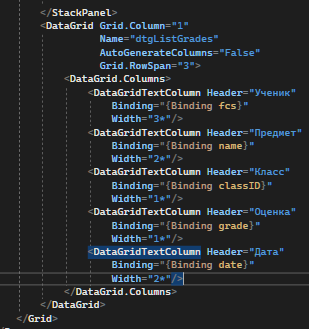 </StackPanel>
<DataGrid Grid.Column="1"
Name="dtgListGrades"
AutoGenerateColumns="False"
Grid.RowSpan="3">
<DataGrid.Columns>
<DataGridTextColumn Header="Ученик"
Binding="{Binding fcs}"
Width="3*"/>
<DataGridTextColumn Header="Предмет"
Binding="{Binding name}"
Width="2*"/>
<DataGridTextColumn Header="Класс"
Binding="{Binding classID}"
Width="1*"/>
<DataGridTextColumn Header="Оценка"
Binding="{Binding grade}"
Width="1*"/>
<DataGridTextColumn Header="Дата"
Binding="{Binding date}"
Width="2*"/>
</DataGrid.Columns>
</DataGrid>
</Grid>